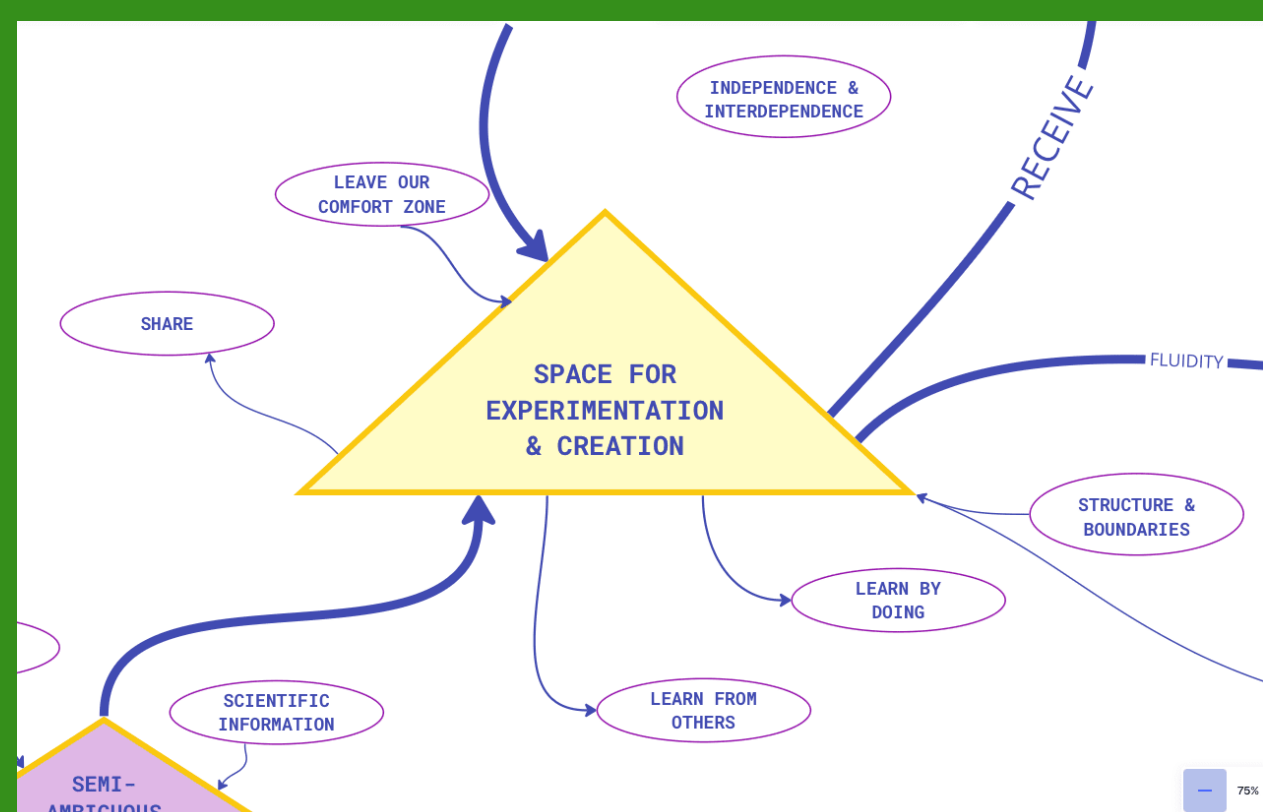 INDEPENDENCE &
INTERDEPENDENCE
RECEIVE
LEAVE OUR
COMFORT ZONE
SHARE
SPACE FOR
EXPERIMENTATION
& CREATION
FLUIDITY
STRUCTURE &
BOUNDARIES
LEARN BY
DOING
LEARN FROM
OTHERS
SCIENTIFIC
INFORMATION
SEMI-
AMBIGUOUS
75%